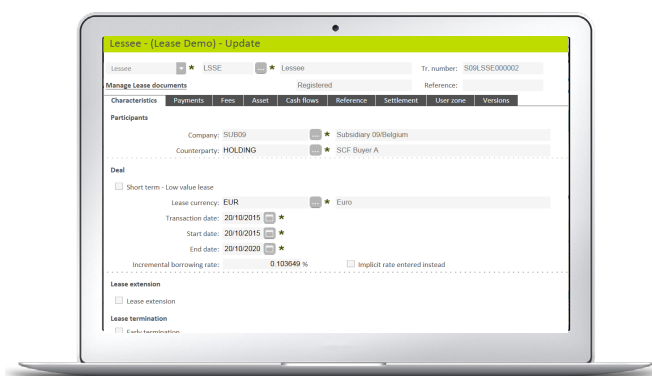 Lessee - (Lease Demo) - Update
Lessee * LSSE ... * Lessee Tr. number: S09LSSE000002
Manage Lease documents Registered Reference:
Characteristics Payments Fees Asset Cash flows Reference Settlement User zone Versions
Participants
Company: SUB09 ... * Subsidiary 09/Belgium
Counterparty: HOLDING ... * SCF Buyer A
Deal
Short term - Low value lease
Lease currency: EUR ... * Euro
Transaction date: 20/10/2015 *
Start date: 20/10/2015 *
End date: 20/10/2020 *
Incremental borrowing rate: 0.103649 % Implicit rate entered instead
Lease extension
Lease extension
Lease termination
Early termination